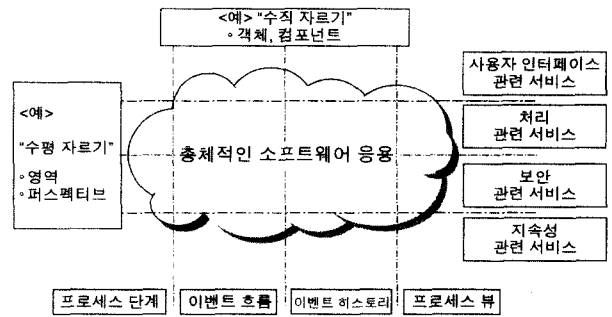 <예> "수직 자르기"
◦ 객체, 컴포넌트
사용자 인터페이스
관련 서비스
<예>
"수평 자르기"
◦영역
◦퍼스펙티브
처리
관련 서비스
총체적인 소프트웨어 응용
보안
관련 서비스
지속성
관련 서비스
프로세스 단계
이벤트 흐름
이벤트 히스토리
프로세스 뷰